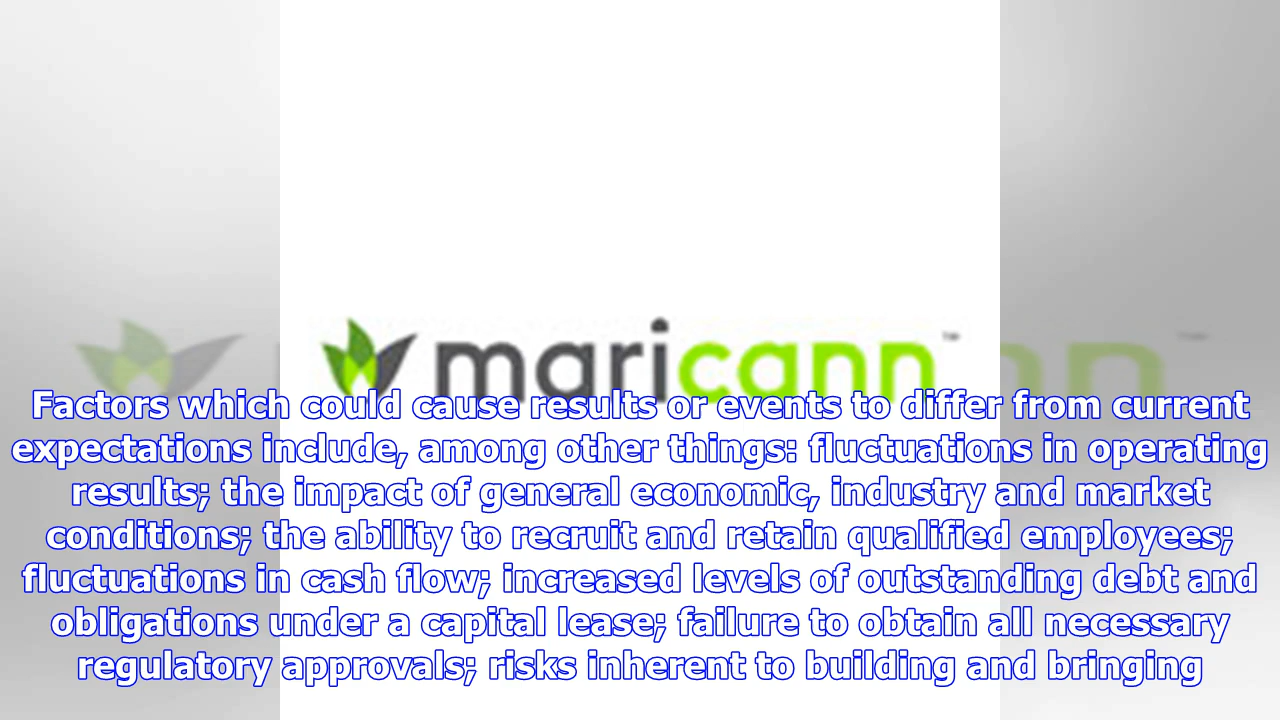 maricann™
Factors which could cause results or events to differ from current
expectations include, among other things: fluctuations in operating
results; the impact of general economic, industry and market
conditions; the ability to recruit and retain qualified employees;
fluctuations in cash flow; increased levels of outstanding debt and
obligations under a capital lease; failure to obtain all necessary
regulatory approvals; risks inherent to building and bringing